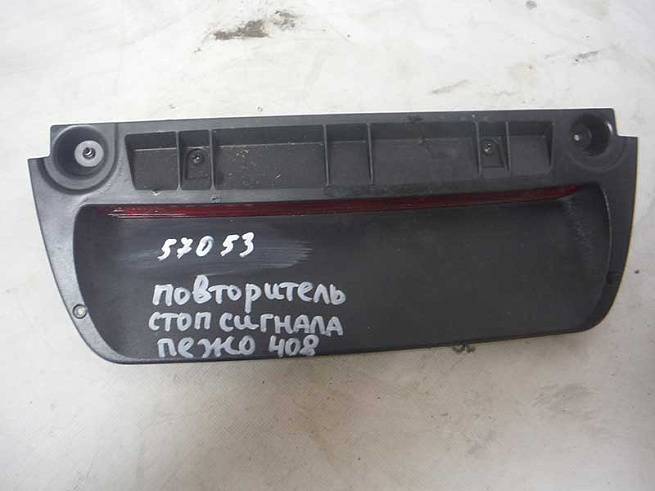 57053
повторитель
стоп сигнала
пежо 408